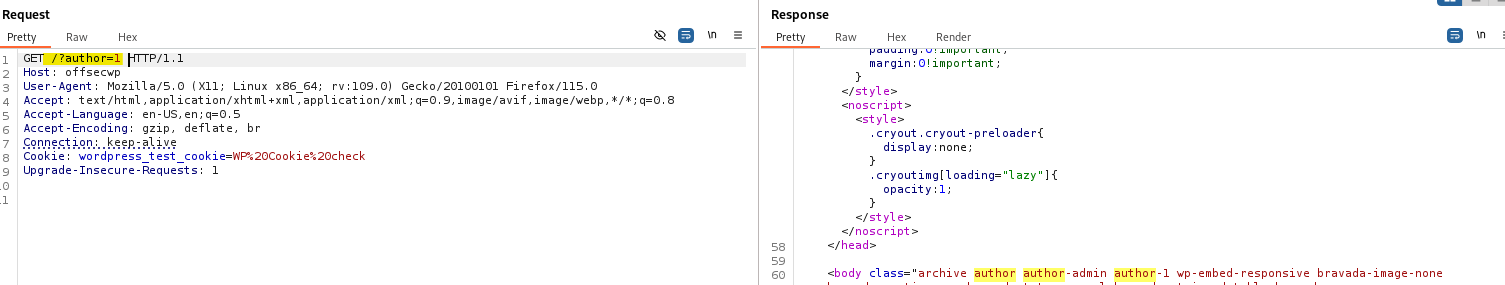 Request
Pretty Raw Hex
\n
1 GET /?author=1 HTTP/1.1
2 Host: offsecwp
3 User-Agent: Mozilla/5.0 (X11; Linux x86_64; rv:109.0) Gecko/20100101 Firefox/115.0
4 Accept: text/html,application/xhtml+xml,application/xml;q=0.9,image/avif,image/webp,*/*;q=0.8
5 Accept-Language: en-US,en;q=0.5
6 Accept-Encoding: gzip, deflate, br
7 Connection: keep-alive
8 Cookie: wordpress_test_cookie=WP%20Cookie%20check
9 Upgrade-Insecure-Requests: 1
Response
Pretty Raw Hex Render
\n
padding:0!important;
margin:0!important;
}
</style>
<noscript>
<style>
.cryout.cryout-preloader{
display:none;
}
.cryoutimg[loading="lazy"]{
opacity:1;
}
</style>
</noscript>
58 </head>
59
60 <body class="archive author author-admin author-1 wp-embed-responsive bravada-image-none